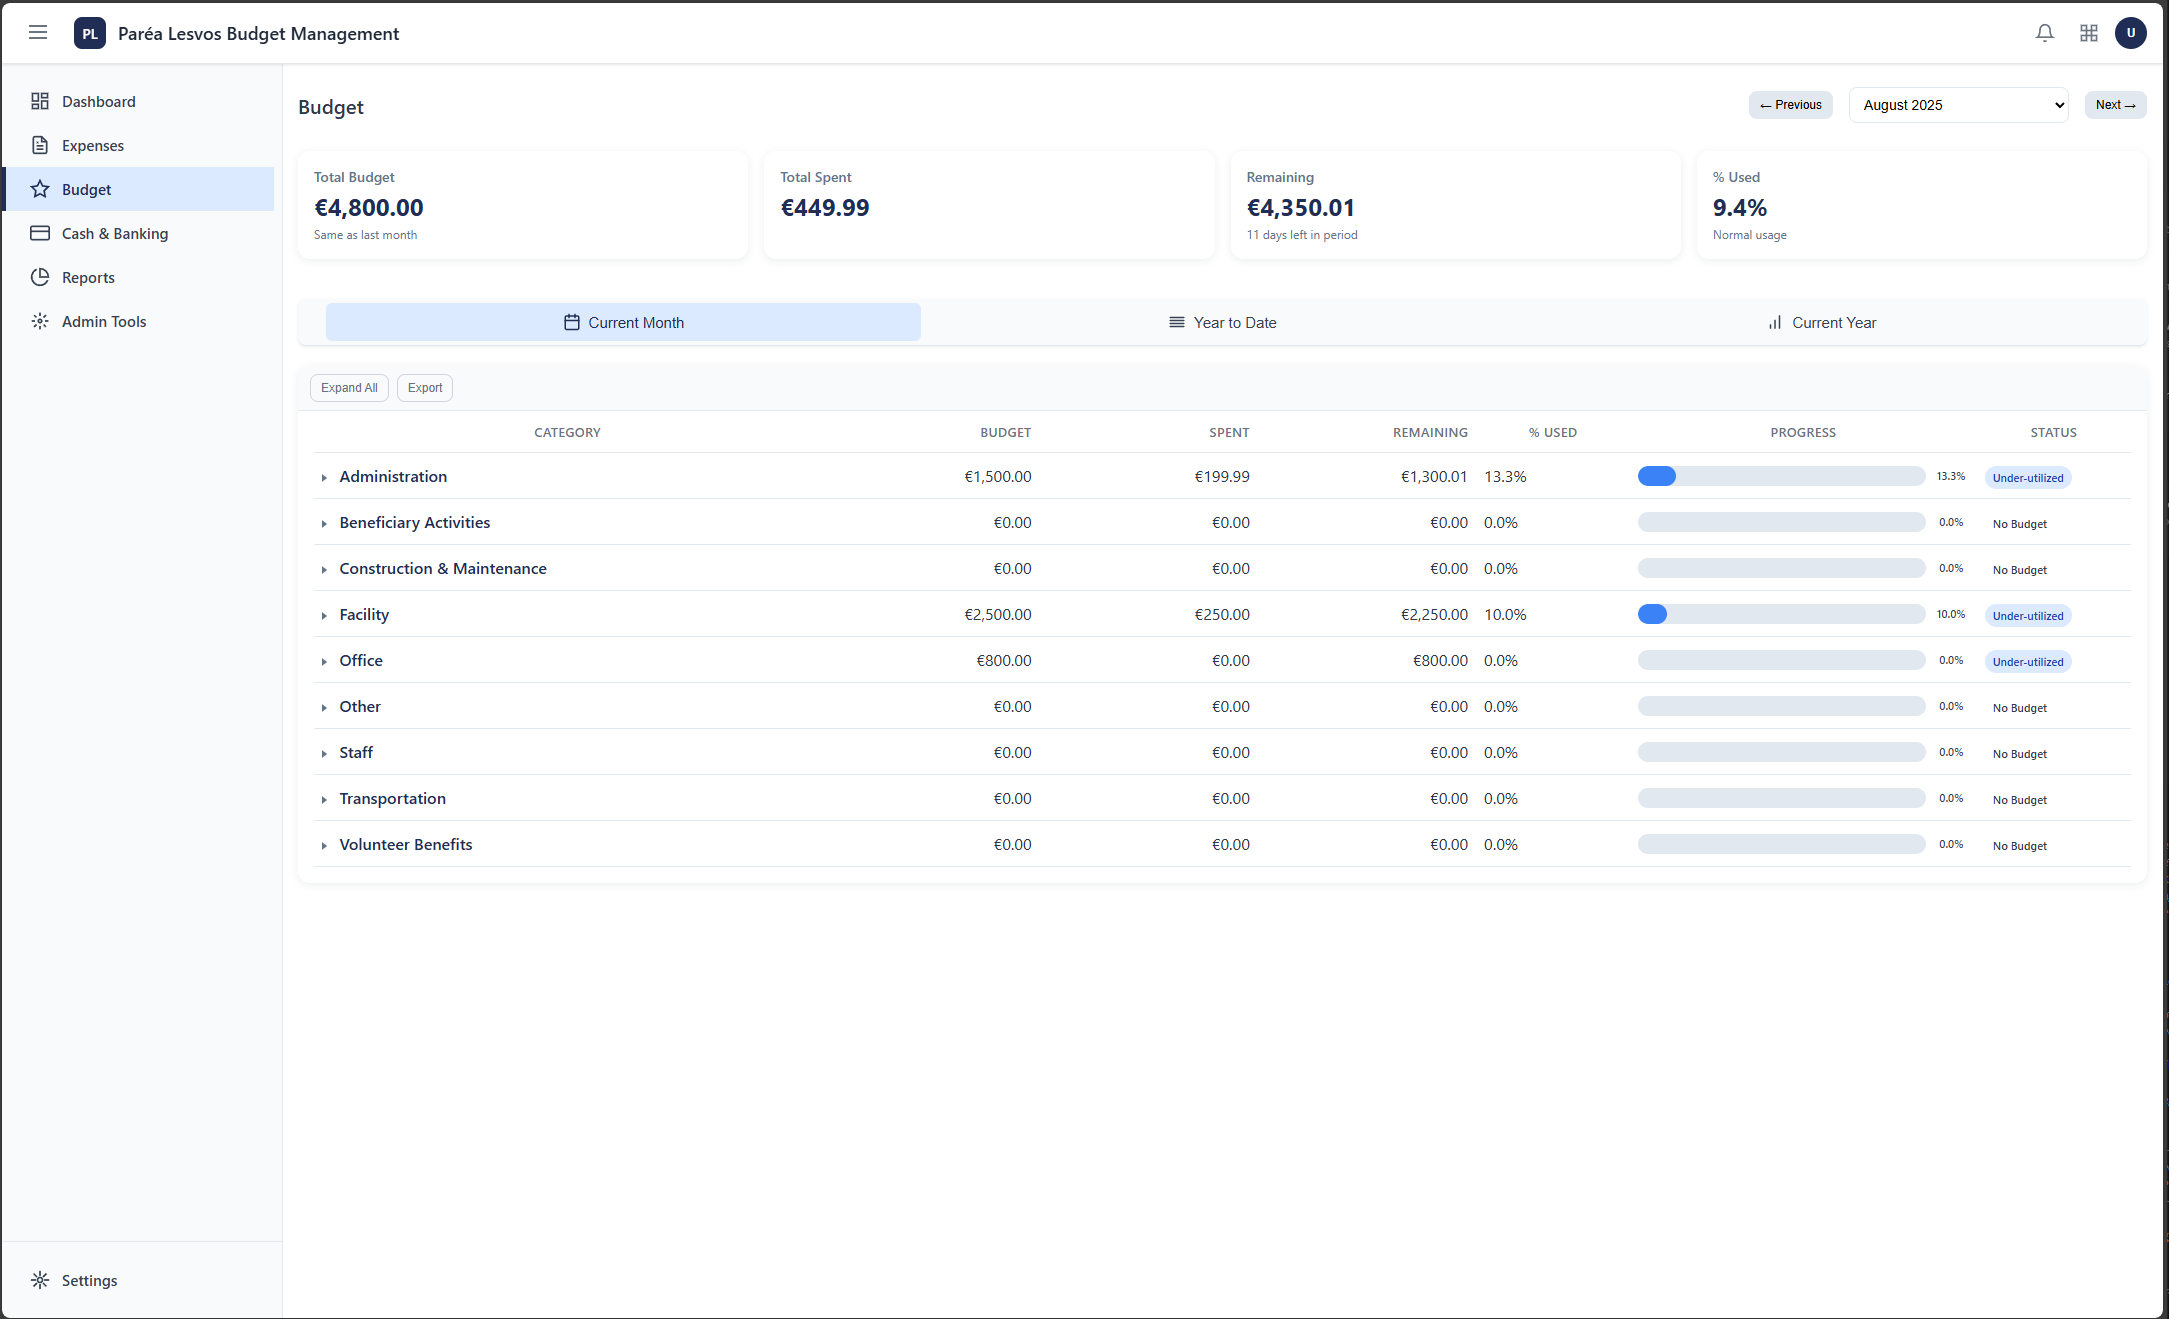 PL Paréa Lesvos Budget Management U
Dashboard
Expenses
Budget
Cash & Banking
Reports
Admin Tools
Settings
Budget ← Previous August 2025 Next →
Total Budget
€4,800.00
Same as last month
Total Spent
€449.99
Remaining
€4,350.01
11 days left in period
% Used
9.4%
Normal usage
Current Month Year to Date Current Year
Expand All Export
CATEGORY BUDGET SPENT REMAINING % USED PROGRESS STATUS
Administration €1,500.00 €199.99 €1,300.01 13.3% 13.3% Under-utilized
Beneficiary Activities €0.00 €0.00 €0.00 0.0% 0.0% No Budget
Construction & Maintenance €0.00 €0.00 €0.00 0.0% 0.0% No Budget
Facility €2,500.00 €250.00 €2,250.00 10.0% 10.0% Under-utilized
Office €800.00 €0.00 €800.00 0.0% 0.0% Under-utilized
Other €0.00 €0.00 €0.00 0.0% 0.0% No Budget
Staff €0.00 €0.00 €0.00 0.0% 0.0% No Budget
Transportation €0.00 €0.00 €0.00 0.0% 0.0% No Budget
Volunteer Benefits €0.00 €0.00 €0.00 0.0% 0.0% No Budget